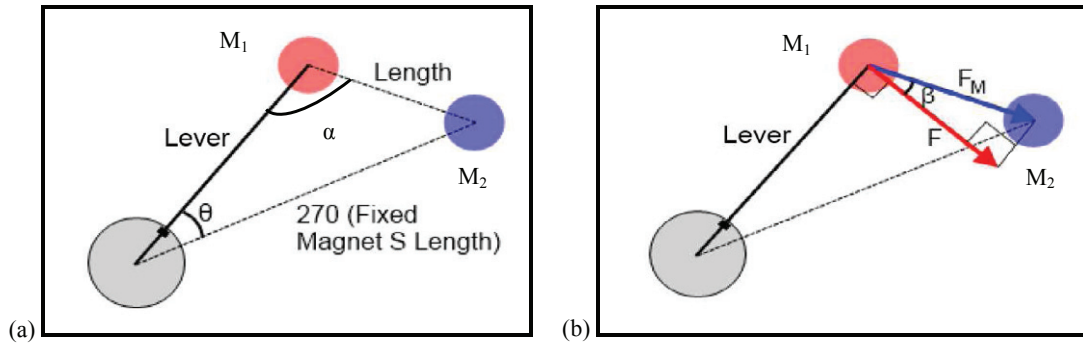 M1
Length
α
Lever
M2
θ
270 (Fixed
Magnet S Length)
(a)
M1
FM
β
Lever
F
M2
(b)